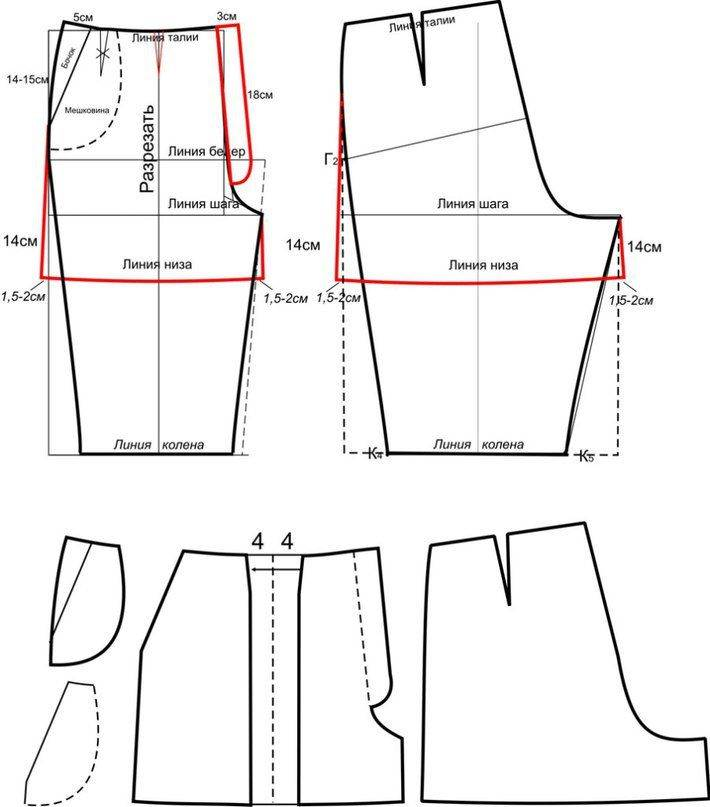 5см
3см
Линия талии
Линия талии
Бочок
14-15см
18см
Мешковина
Разрезать
Линия бедер
Г2
Линия шага
Линия шага
14см
14см
14см
Линия низа
Линия низа
1,5-2см
1,5-2см
1,5-2см
1,5-2см
Линия колена
Линия колена
К4
К5
4 4